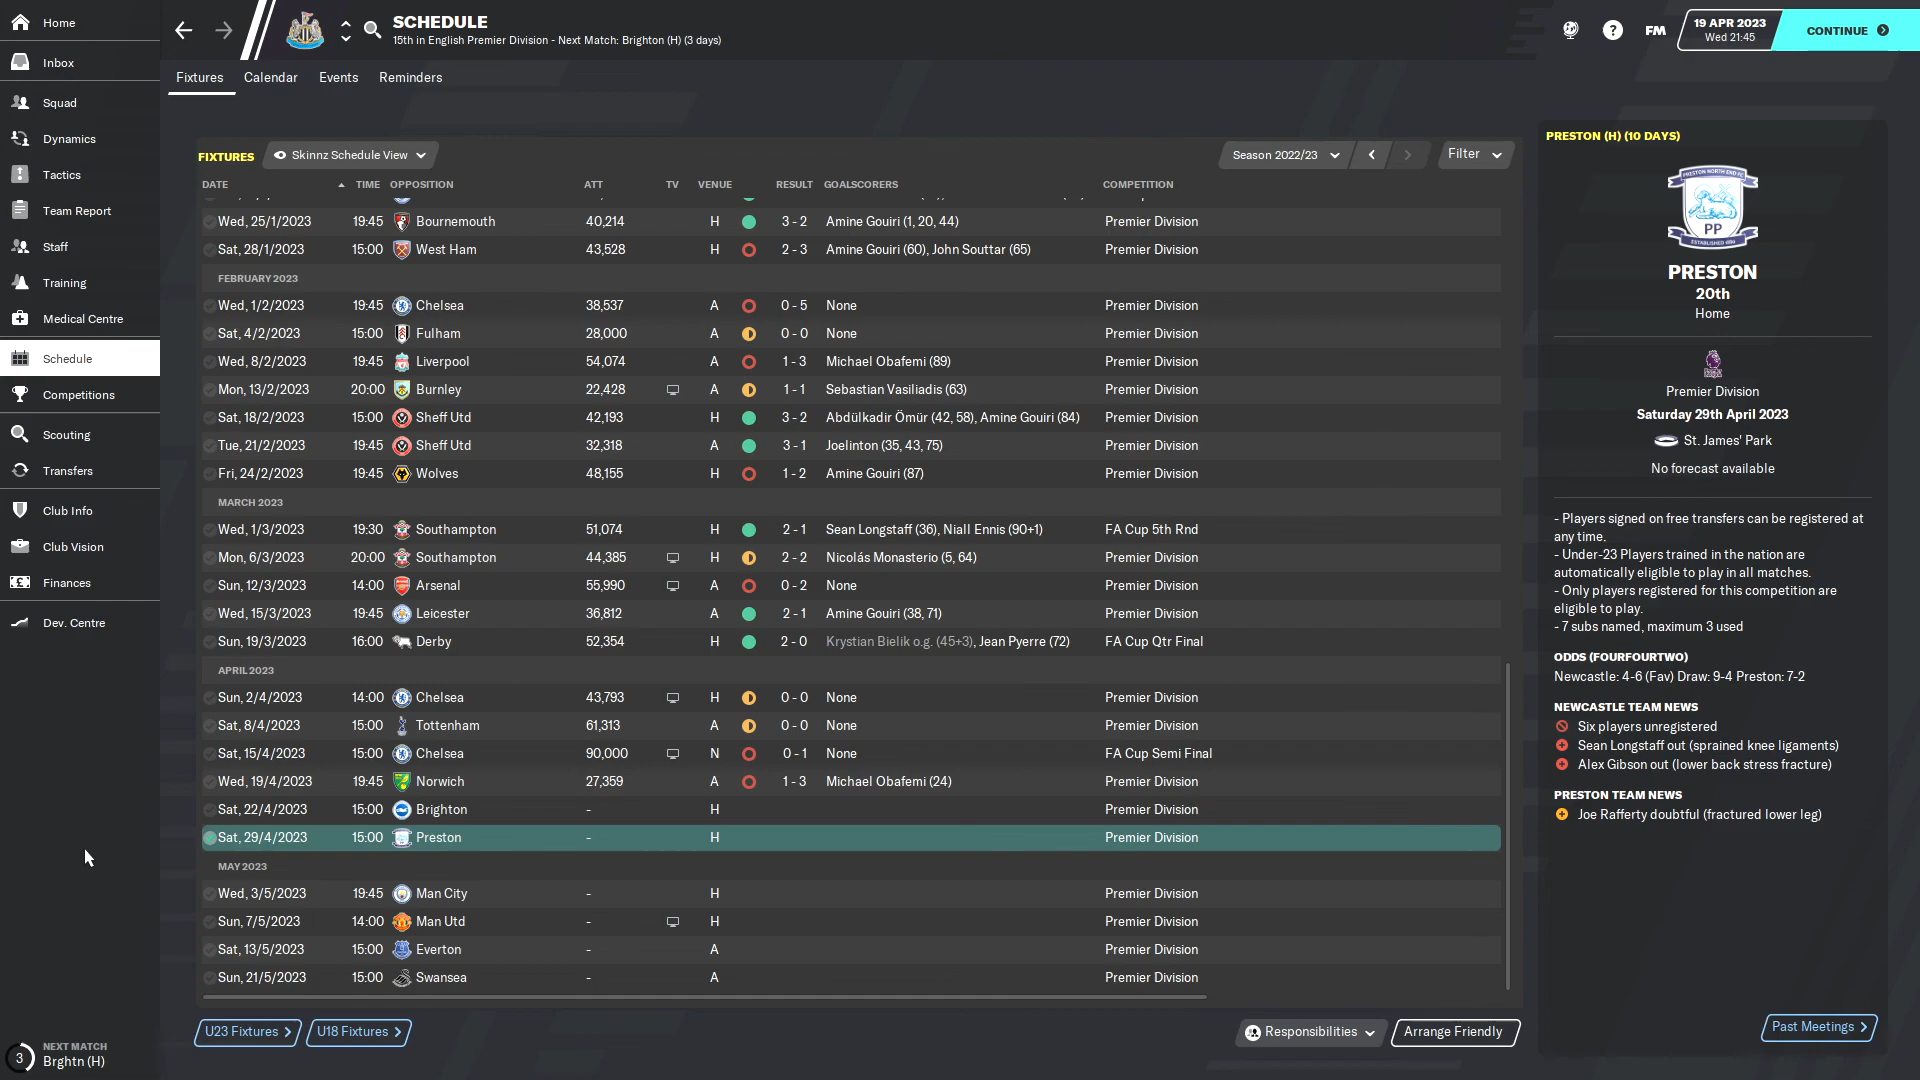 Home
Inbox
Squad
Dynamics
Tactics
Team Report
Staff
Training
Medical Centre
Schedule
Competitions
Scouting
Transfers
Club Info
Club Vision
Finances
Dev. Centre
3
NEXT MATCH
Brghtn (H)
SCHEDULE
15th in English Premier Division - Next Match: Brighton (H) (3 days)
FM
19 APR 2023
Wed 21:45
CONTINUE
Fixtures Calendar Events Reminders
FIXTURES Skinnz Schedule View Season 2022/23 Filter
DATE TIME OPPOSITION ATT TV VENUE RESULT GOALSCORERS COMPETITION
Wed, 25/1/2023 19:45 Bournemouth 40,214 H 3 - 2 Amine Gouiri (1, 20, 44) Premier Division
Sat, 28/1/2023 15:00 West Ham 43,528 H 2 - 3 Amine Gouiri (60), John Souttar (65) Premier Division
FEBRUARY 2023
Wed, 1/2/2023 19:45 Chelsea 38,537 A 0 - 5 None Premier Division
Sat, 4/2/2023 15:00 Fulham 28,000 A 0 - 0 None Premier Division
Wed, 8/2/2023 19:45 Liverpool 54,074 A 1 - 3 Michael Obafemi (89) Premier Division
Mon, 13/2/2023 20:00 Burnley 22,428 A 1 - 1 Sebastian Vasiliadis (63) Premier Division
Sat, 18/2/2023 15:00 Sheff Utd 42,193 H 3 - 2 Abdülkadir Ömür (42, 58), Amine Gouiri (84) Premier Division
Tue, 21/2/2023 19:45 Sheff Utd 32,318 A 3 - 1 Joelinton (35, 43, 75) Premier Division
Fri, 24/2/2023 19:45 Wolves 48,155 H 1 - 2 Amine Gouiri (87) Premier Division
MARCH 2023
Wed, 1/3/2023 19:30 Southampton 51,074 H 2 - 1 Sean Longstaff (36), Niall Ennis (90+1) FA Cup 5th Rnd
Mon, 6/3/2023 20:00 Southampton 44,385 H 2 - 2 Nicolás Monasterio (5, 64) Premier Division
Sun, 12/3/2023 14:00 Arsenal 55,990 A 0 - 2 None Premier Division
Wed, 15/3/2023 19:45 Leicester 36,812 A 2 - 1 Amine Gouiri (38, 71) Premier Division
Sun, 19/3/2023 16:00 Derby 52,354 H 2 - 0 Krystian Bielik o.g. (45+3), Jean Pyerre (72) FA Cup Qtr Final
APRIL 2023
Sun, 2/4/2023 14:00 Chelsea 43,793 H 0 - 0 None Premier Division
Sat, 8/4/2023 15:00 Tottenham 61,313 A 0 - 0 None Premier Division
Sat, 15/4/2023 15:00 Chelsea 90,000 N 0 - 1 None FA Cup Semi Final
Wed, 19/4/2023 19:45 Norwich 27,359 A 1 - 3 Michael Obafemi (24) Premier Division
Sat, 22/4/2023 15:00 Brighton - H Premier Division
Sat, 29/4/2023 15:00 Preston - H Premier Division
MAY 2023
Wed, 3/5/2023 19:45 Man City - H Premier Division
Sun, 7/5/2023 14:00 Man Utd - H Premier Division
Sat, 13/5/2023 15:00 Everton - A Premier Division
Sun, 21/5/2023 15:00 Swansea - A Premier Division
U23 Fixtures U18 Fixtures Responsibilities Arrange Friendly
PRESTON (H) (10 DAYS)
PRESTON NORTH END FC
PP
PRESTON
20th
Home
Premier Division
Saturday 29th April 2023
St. James' Park
No forecast available
- Players signed on free transfers can be registered at
any time.
- Under-23 Players trained in the nation are
automatically eligible to play in all matches.
- Only players registered for this competition are
eligible to play.
- 7 subs named, maximum 3 used
ODDS (FOURFOURTWO)
Newcastle: 4-6 (Fav) Draw: 9-4 Preston: 7-2
NEWCASTLE TEAM NEWS
Six players unregistered
Sean Longstaff out (sprained knee ligaments)
Alex Gibson out (lower back stress fracture)
PRESTON TEAM NEWS
Joe Rafferty doubtful (fractured lower leg)
Past Meetings